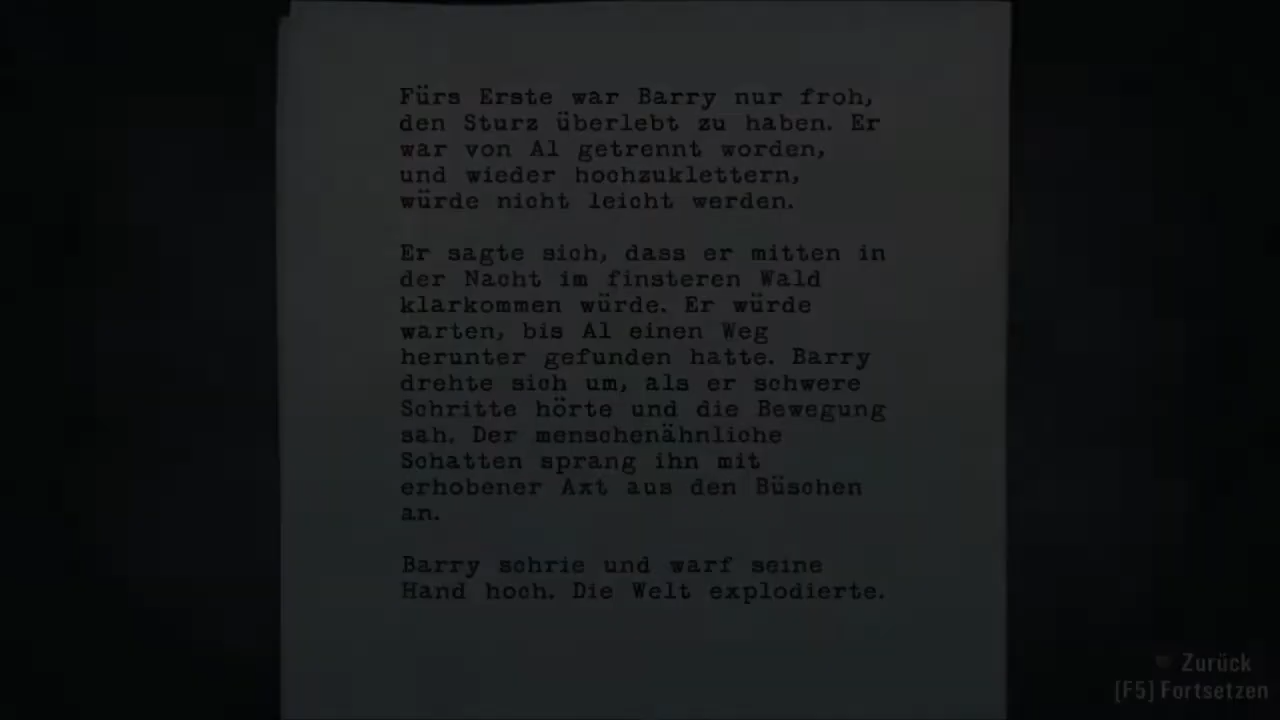 Fürs Erste war Barry nur froh,
den Sturz überlebt zu haben. Er
war von Al getrennt worden,
und wieder hochzuklettern,
würde nicht leicht werden.
Er sagte sich, dass er mitten in
der Nacht im finsteren Wald
klarkommen würde. Er würde
warten, bis Al einen Weg
herunter gefunden hatte. Barry
drehte sich um, als er schwere
Schritte hörte und die Bewegung
sah. Der menschenähnliche
Schatten sprang ihn mit
erhobener Axt aus den Büschen
an.
Barry schrie und warf seine
Hand hoch. Die Welt explodierte.
Zurück
[F5] Fortsetzen